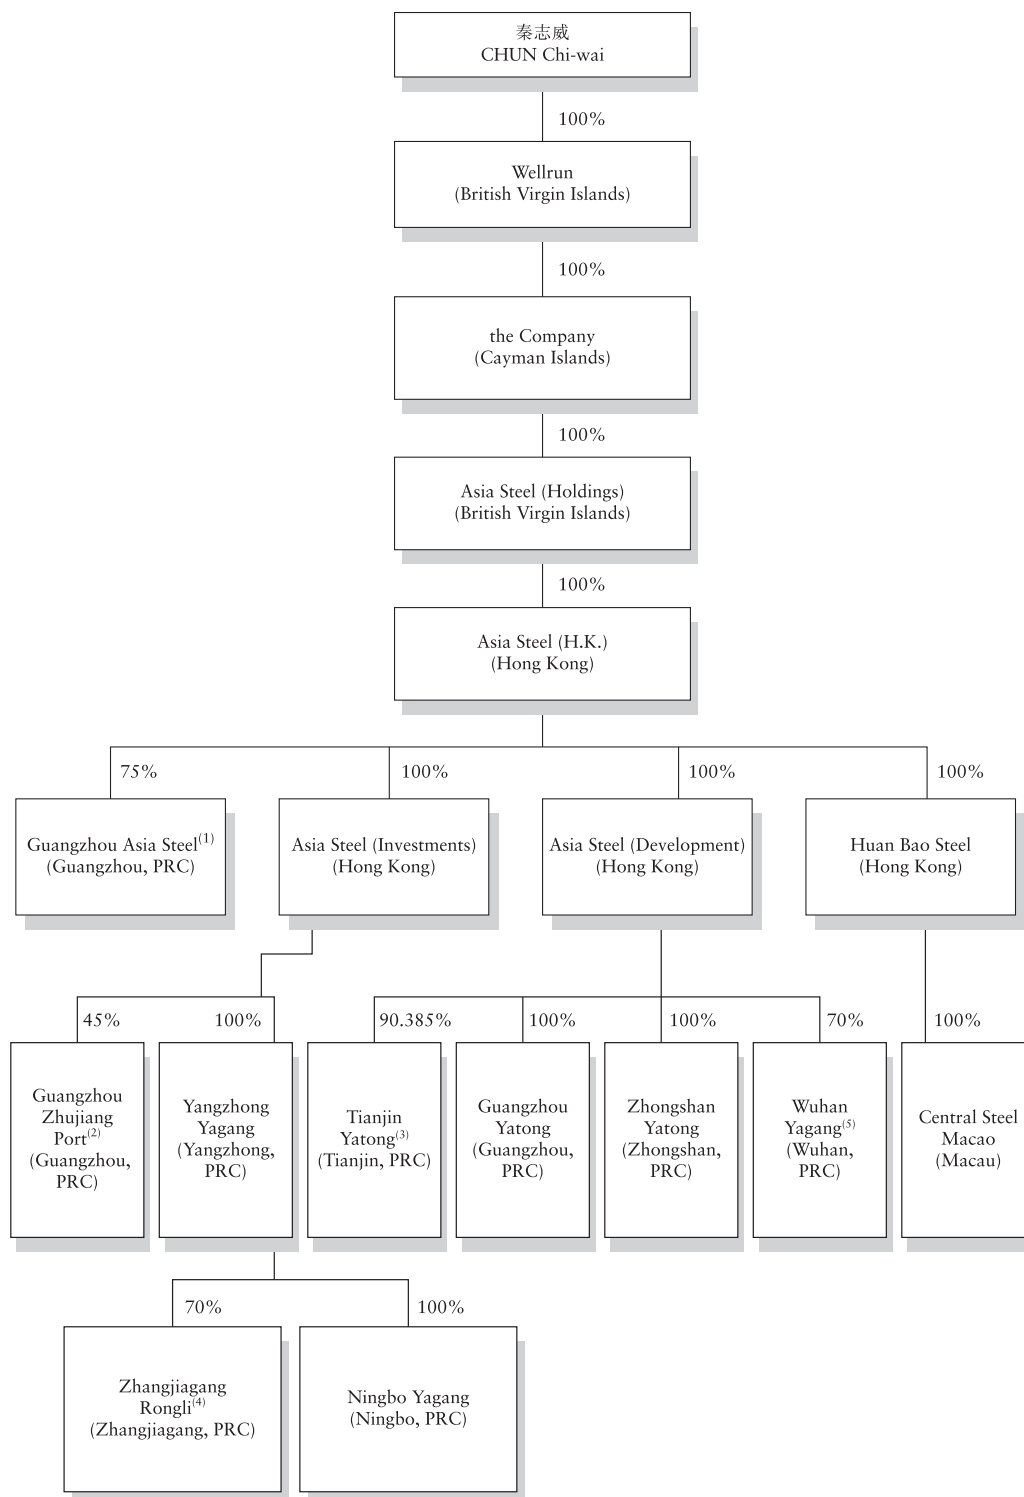 秦志威
CHUN Chi-wai
100%
Wellrun
(British Virgin Islands)
100%
the Company
(Cayman Islands)
100%
Asia Steel (Holdings)
(British Virgin Islands)
100%
Asia Steel (H.K.)
(Hong Kong)
75%
100%
100%
100%
Guangzhou Asia Steel(1)
(Guangzhou, PRC)
Asia Steel (Investments)
(Hong Kong)
Asia Steel (Development)
(Hong Kong)
Huan Bao Steel
(Hong Kong)
45%
100%
90.385%
100%
100%
70%
100%
Guangzhou
Zhujiang
Port(2)
(Guangzhou,
PRC)
Yangzhong
Yagang
(Yangzhong,
PRC)
Tianjin
Yatong(3)
(Tianjin, PRC)
Guangzhou
Yatong
(Guangzhou,
PRC)
Zhongshan
Yatong
(Zhongshan,
PRC)
Wuhan
Yagang(5)
(Wuhan,
PRC)
Central Steel
Macao
(Macau)
70%
100%
Zhangjiagang
Rongli(4)
(Zhangjiagang, PRC)
Ningbo Yagang
(Ningbo, PRC)